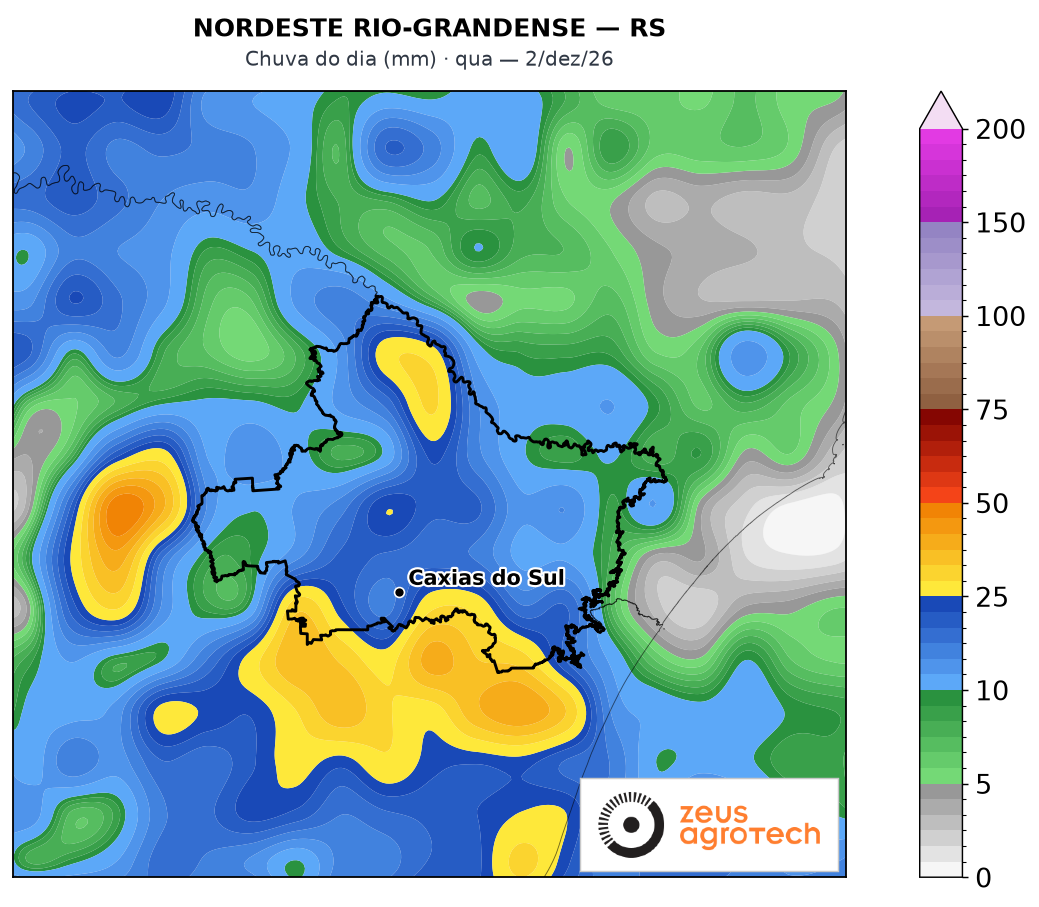 NORDESTE RIO-GRANDENSE — RS
Chuva do dia (mm) · qua — 2/dez/26
200
150
100
75
50
25
10
5
0
Caxias do Sul
zeus
agrotech